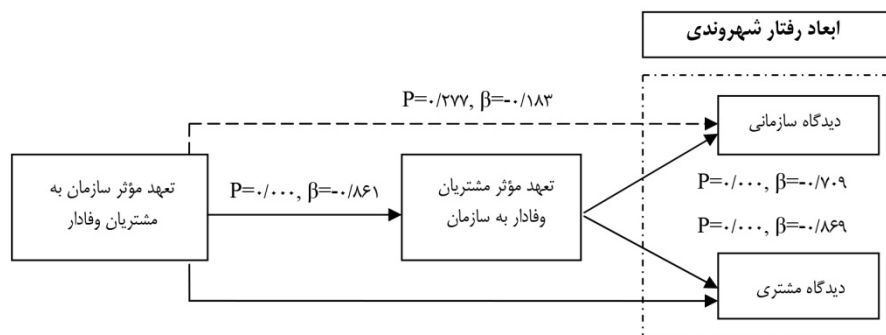 ابعاد رفتار شهروندی
P=۰/۲۷۷, β=-۰/۱۸۳
دیدگاه سازمانی
تعهد مؤثر سازمان به
مشتریان وفادار
P=۰/۰۰۰, β=-۰/۸۶۱
تعهد مؤثر مشتریان
وفادار به سازمان
P=۰/۰۰۰, β=-۰/۷۰۹
P=۰/۰۰۰, β=-۰/۸۶۹
دیدگاه مشتری